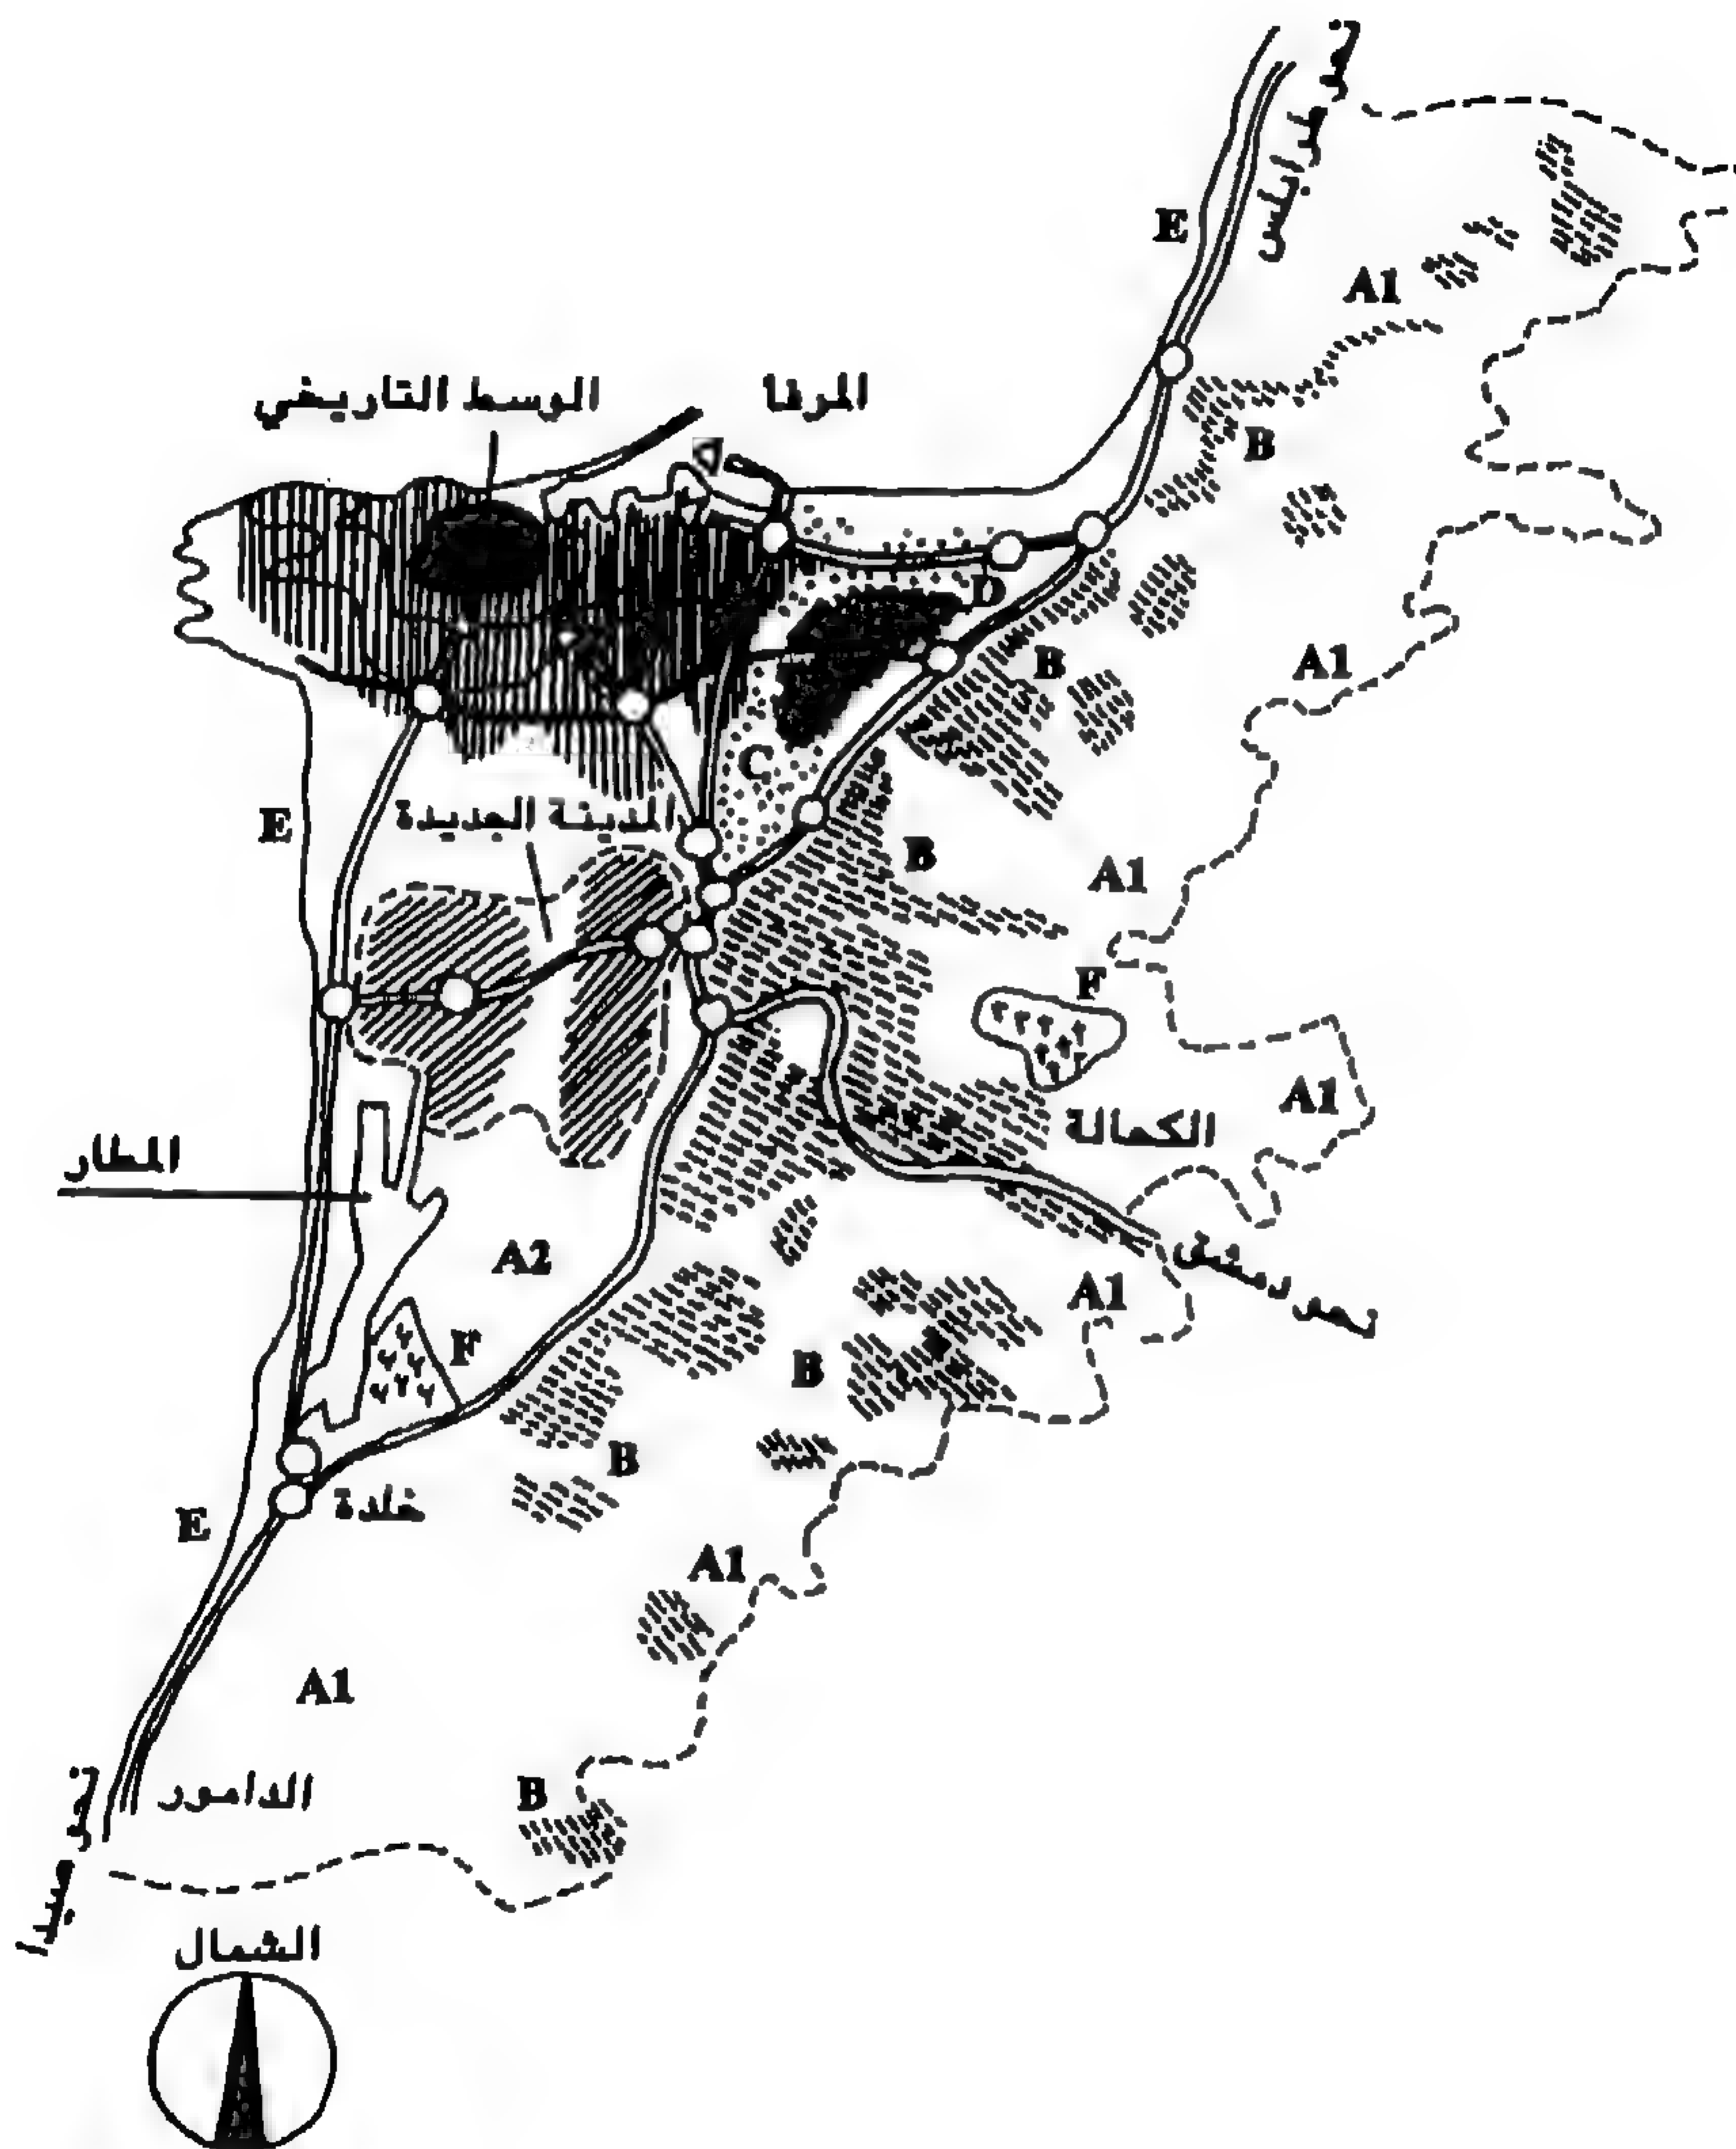 نحو
طرابلس
E
A1
المرفا
الوسط التاريخي
B
D
B
A1
C
المدينة الجديدة
E
B
A1
F
A1
الكحالة
المطار
نحو دمشق
A2
A1
F
B
B
خلدة
E
A1
A1
الدامور
B
نحو
صيدا
الشمال